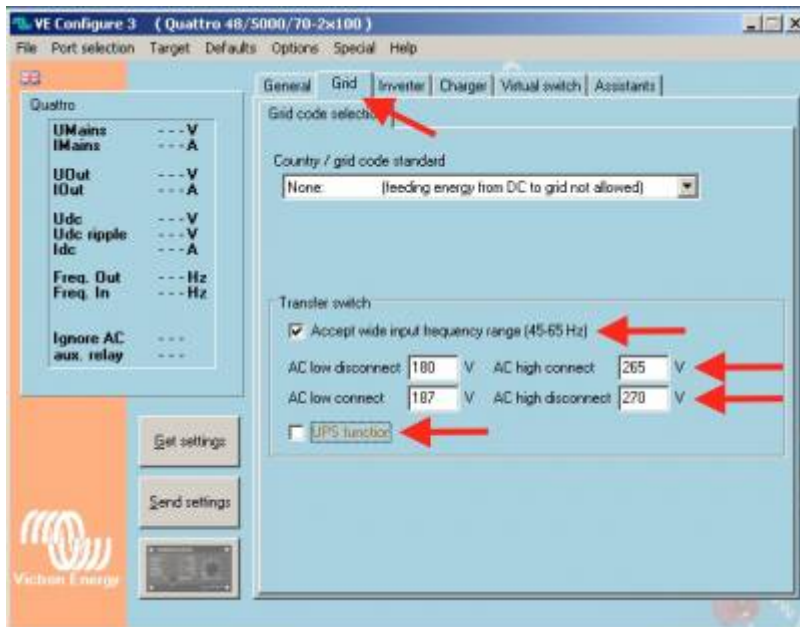 VE Configure 3 (Quattro 48/5000/70-2x100)
File Port selection Target Defaults Options Special Help
General Grid Inverter Charger Virtual switch Assistants
Quattro
UMains ---V
IMains ---A
UOut ---V
IOut ---A
Udc ---V
Udc ripple ---V
Idc ---A
Freq. Out ---Hz
Freq. In ---Hz
Ignore AC ---
aux. relay ---
Get settings
Send settings
Victron Energy
Grid code selection
Country / grid code standard
None: (feeding energy from DC to grid not allowed)
Transfer switch
Accept wide input frequency range (45-65 Hz)
AC low disconnect 180 V AC high connect 265 V
AC low connect 187 V AC high disconnect 270 V
UPS function